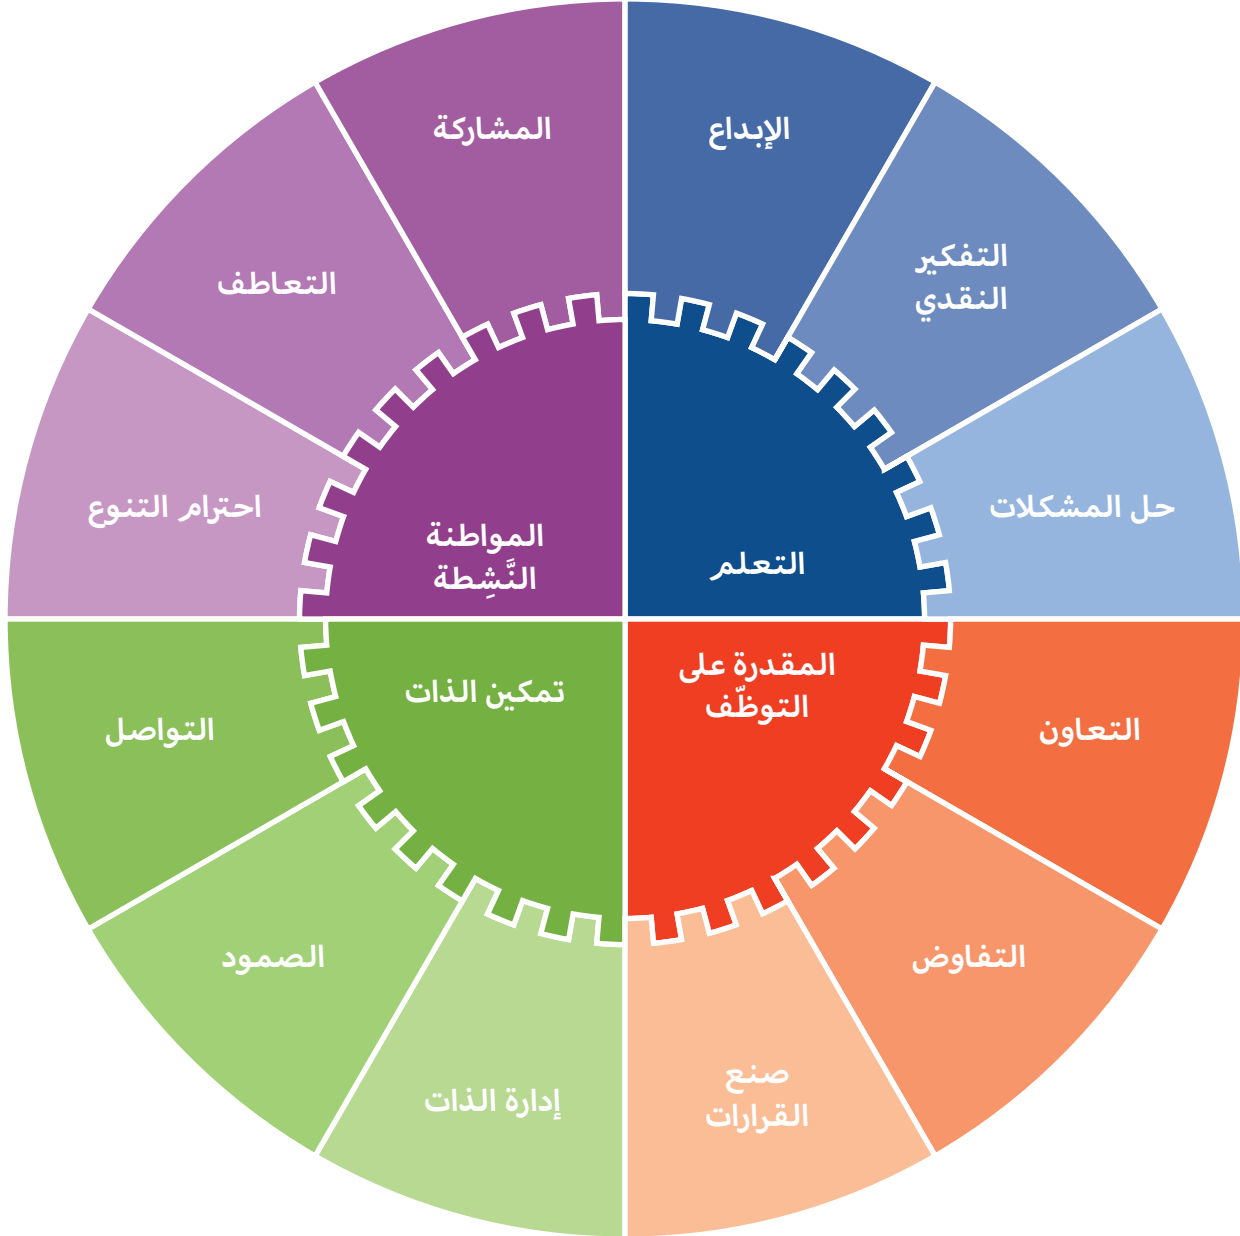 الإبداع
التفكير
النقدي
حل المشكلات
التعلم
المشاركة
التعاطف
احترام التنوع
المواطنة
النَّشِطة
المقدرة على
التوظّف
التعاون
التفاوض
صنع
القرارات
تمكين الذات
التواصل
الصمود
إدارة الذات